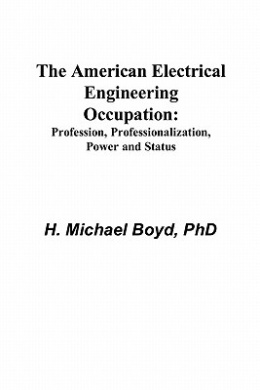 The American Electrical
Engineering
Occupation:
Profession, Professionalization,
Power and Status
H. Michael Boyd, PhD